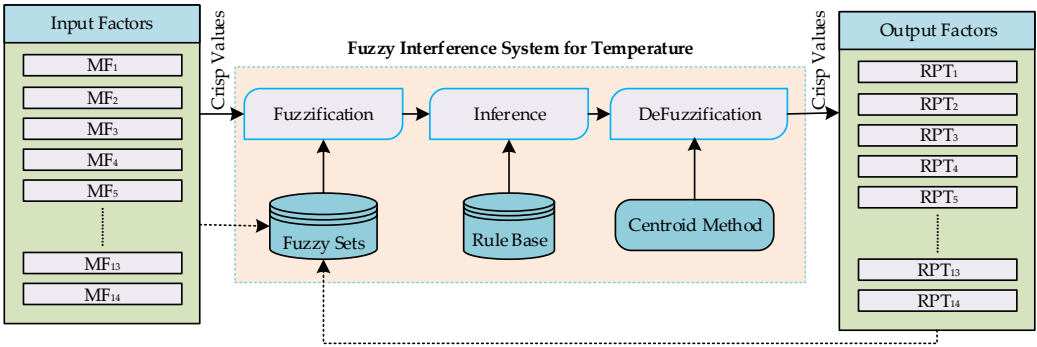 Input Factors
MF1
MF2
MF3
MF4
MF5
MF13
MF14
Crisp Values
Fuzzy Interference System for Temperature
Fuzzification
Inference
DeFuzzification
Fuzzy Sets
Rule Base
Centroid Method
Crisp Values
Output Factors
RPT1
RPT2
RPT3
RPT4
RPT5
RPT13
RPT14